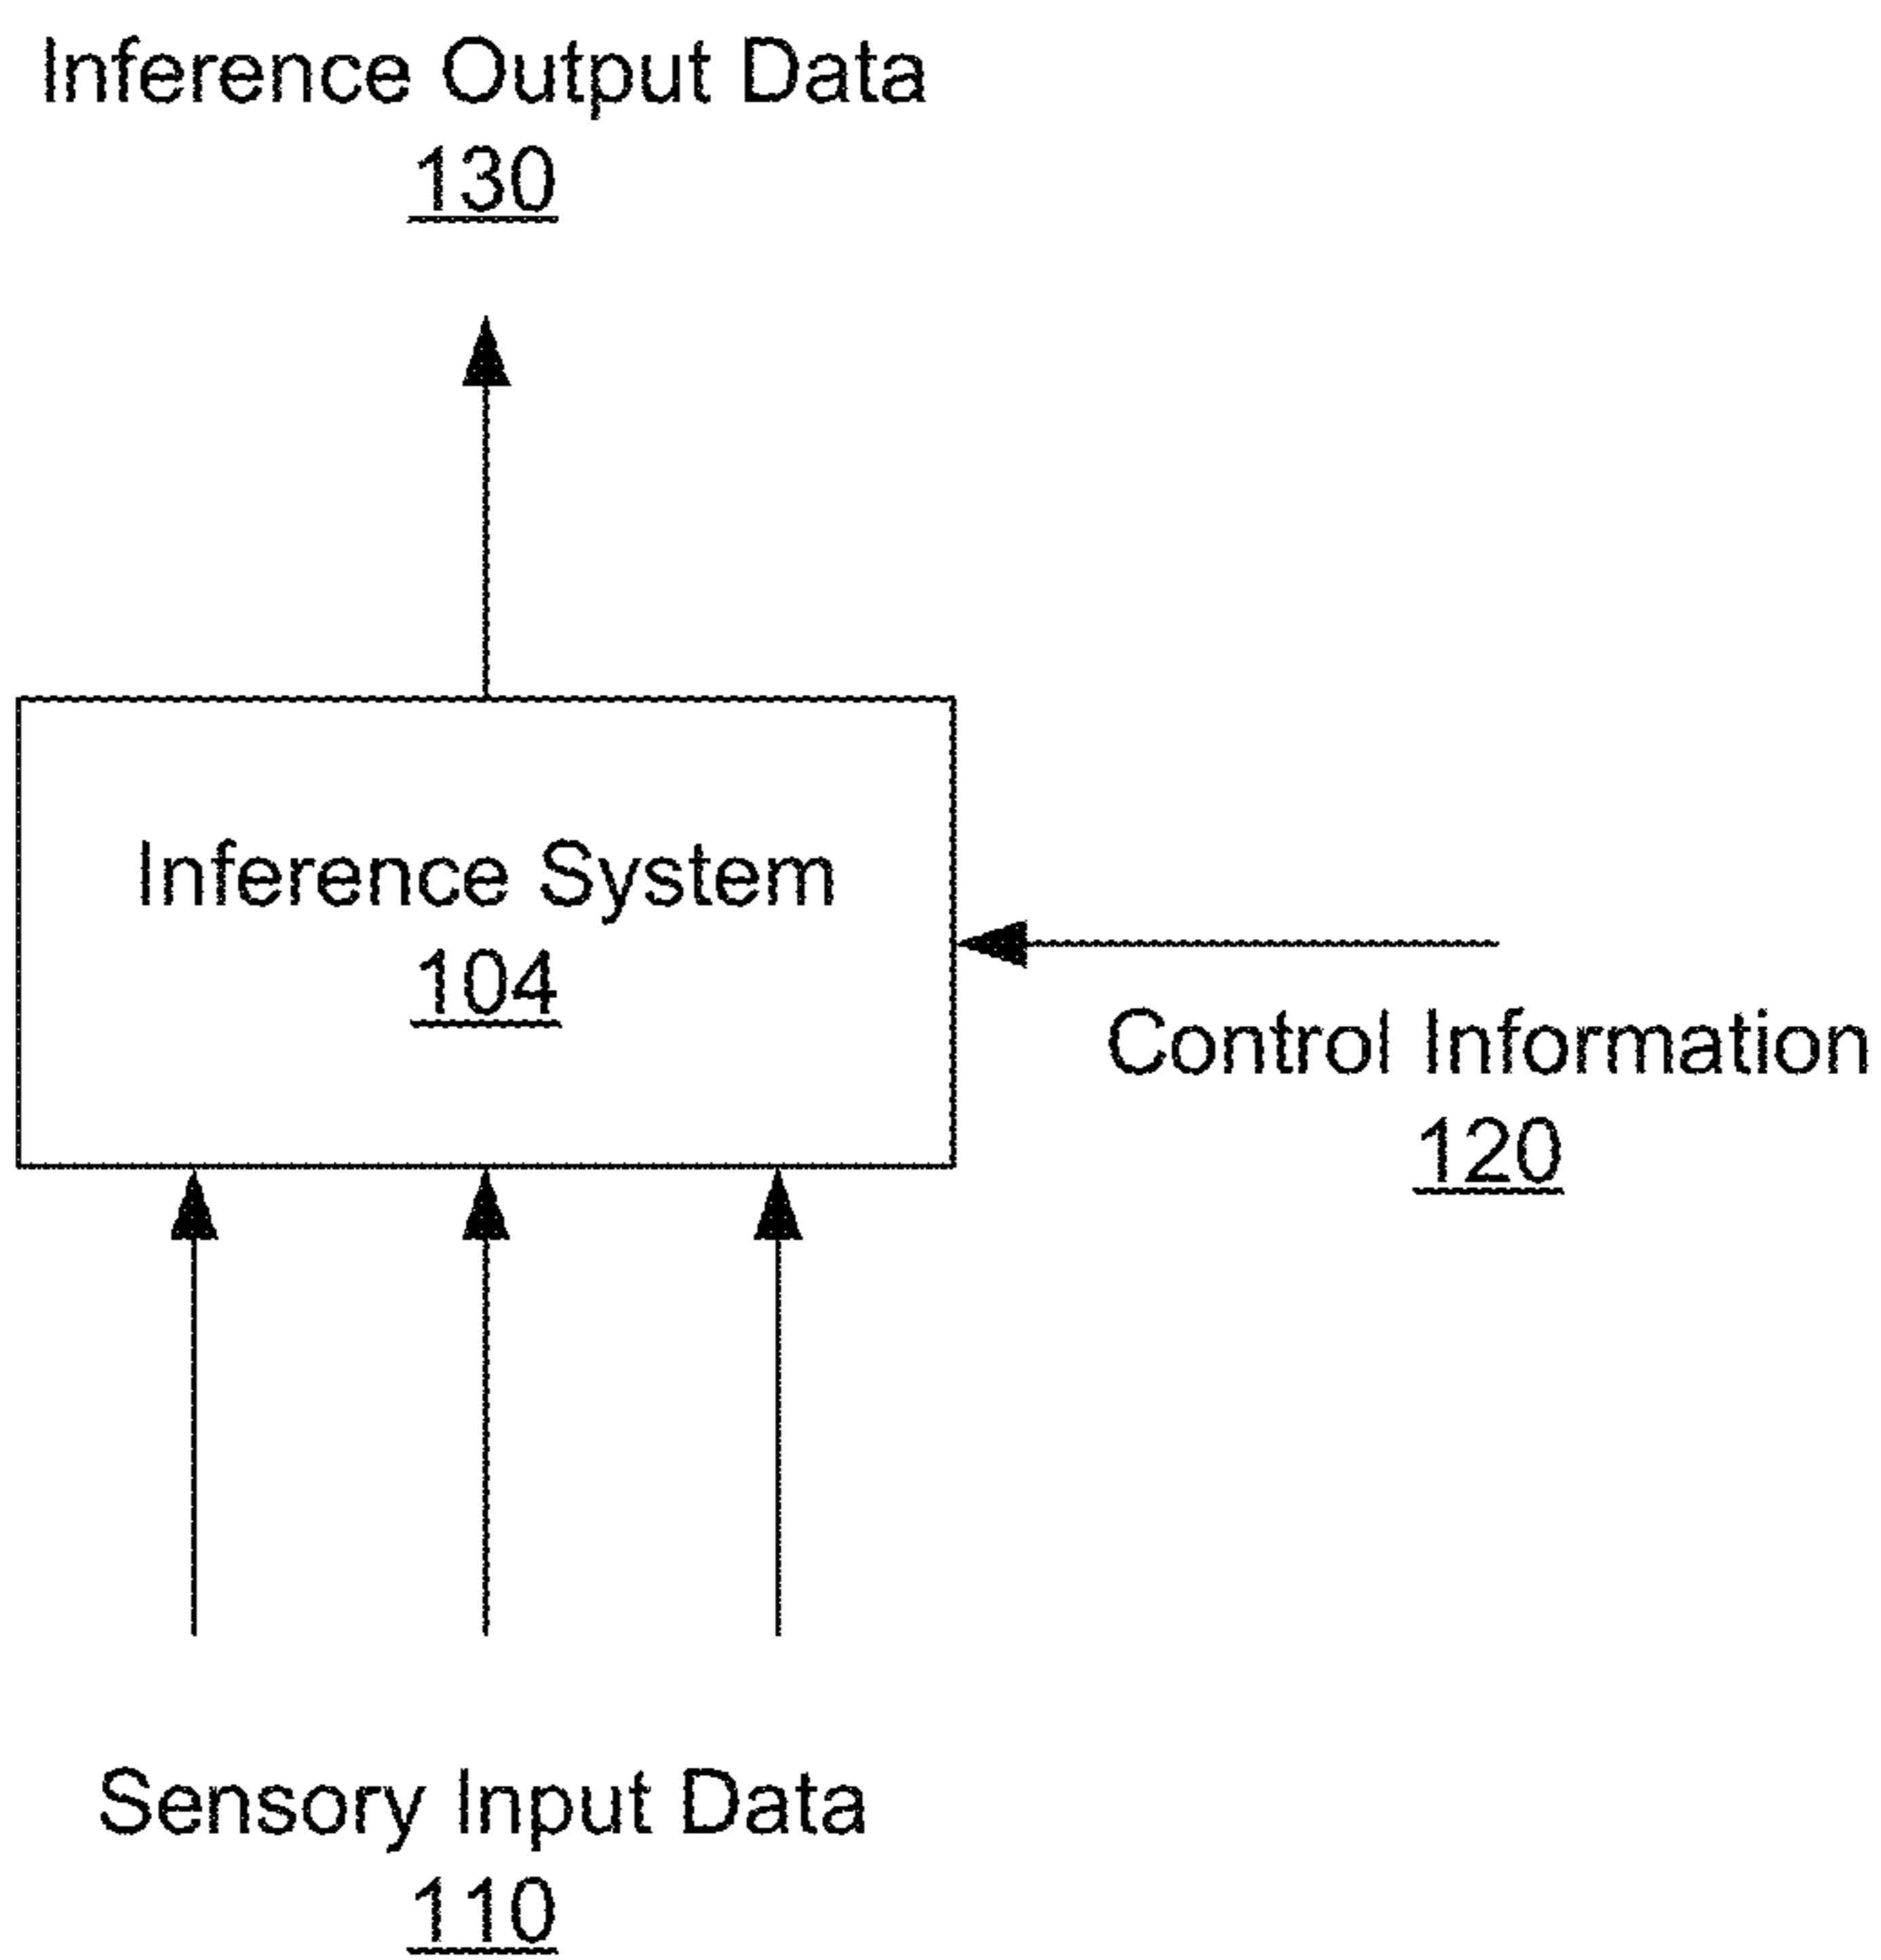 Inference Output Data
130
Inference System
104
Control Information
120
Sensory Input Data
110